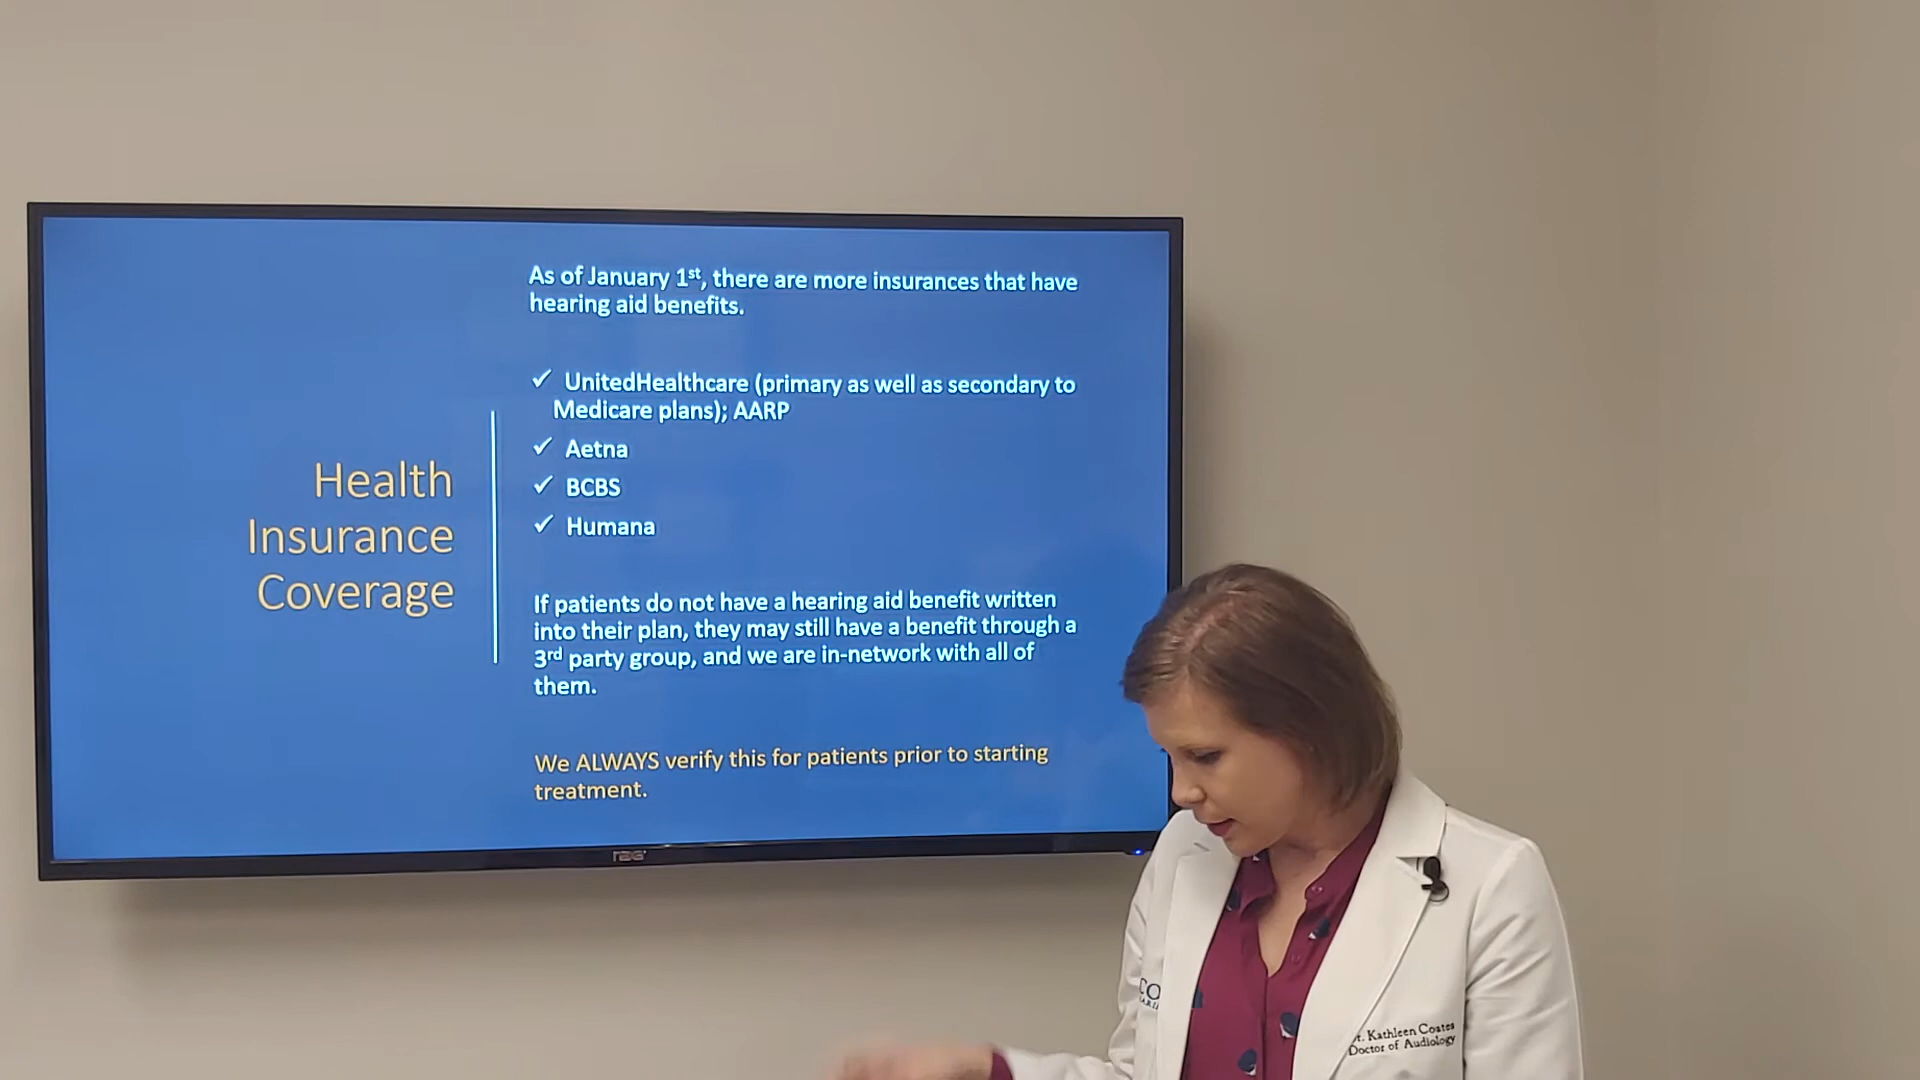 Health
Insurance
Coverage
As of January 1st, there are more insurances that have
hearing aid benefits.
✓ UnitedHealthcare (primary as well as secondary to
Medicare plans); AARP
✓ Aetna
✓ BCBS
✓ Humana
If patients do not have a hearing aid benefit written
into their plan, they may still have a benefit through a
3rd party group, and we are in-network with all of
them.
We ALWAYS verify this for patients prior to starting
treatment.
Kathleen Coates
Doctor of Audiology